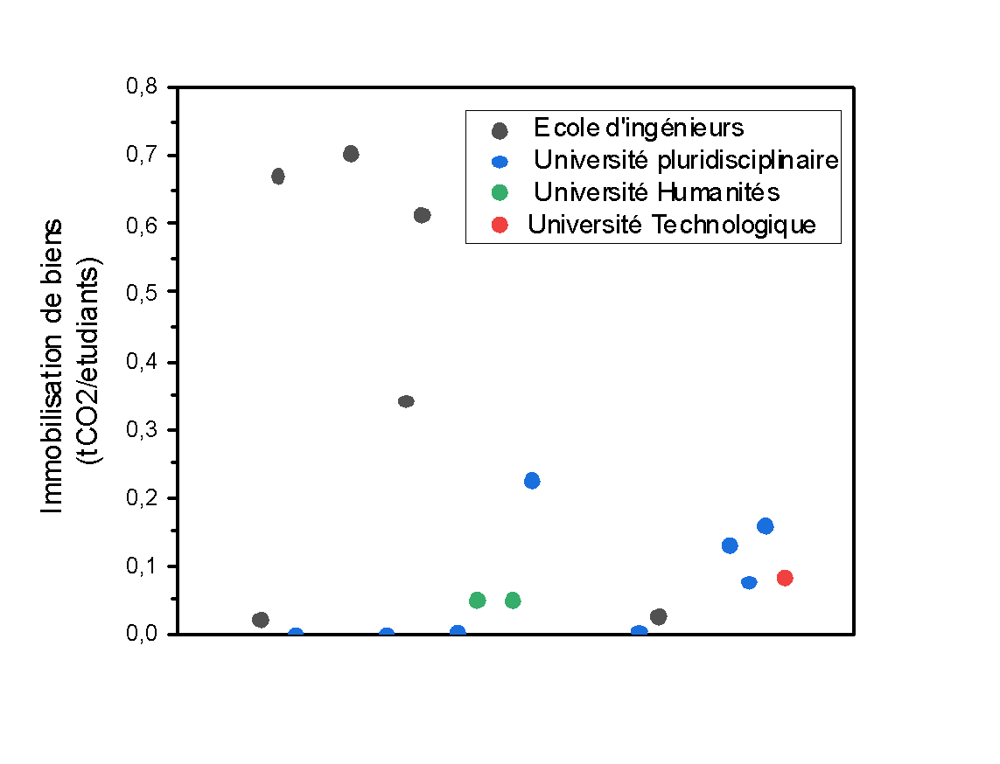 0,8
0,7
0,6
0,5
0,4
0,3
0,2
0,1
0,0
Immobilisation de biens
(tCO2/etudiants)
Ecole d'ingénieurs
Université pluridisciplinaire
Université Humanités
Université Technologique